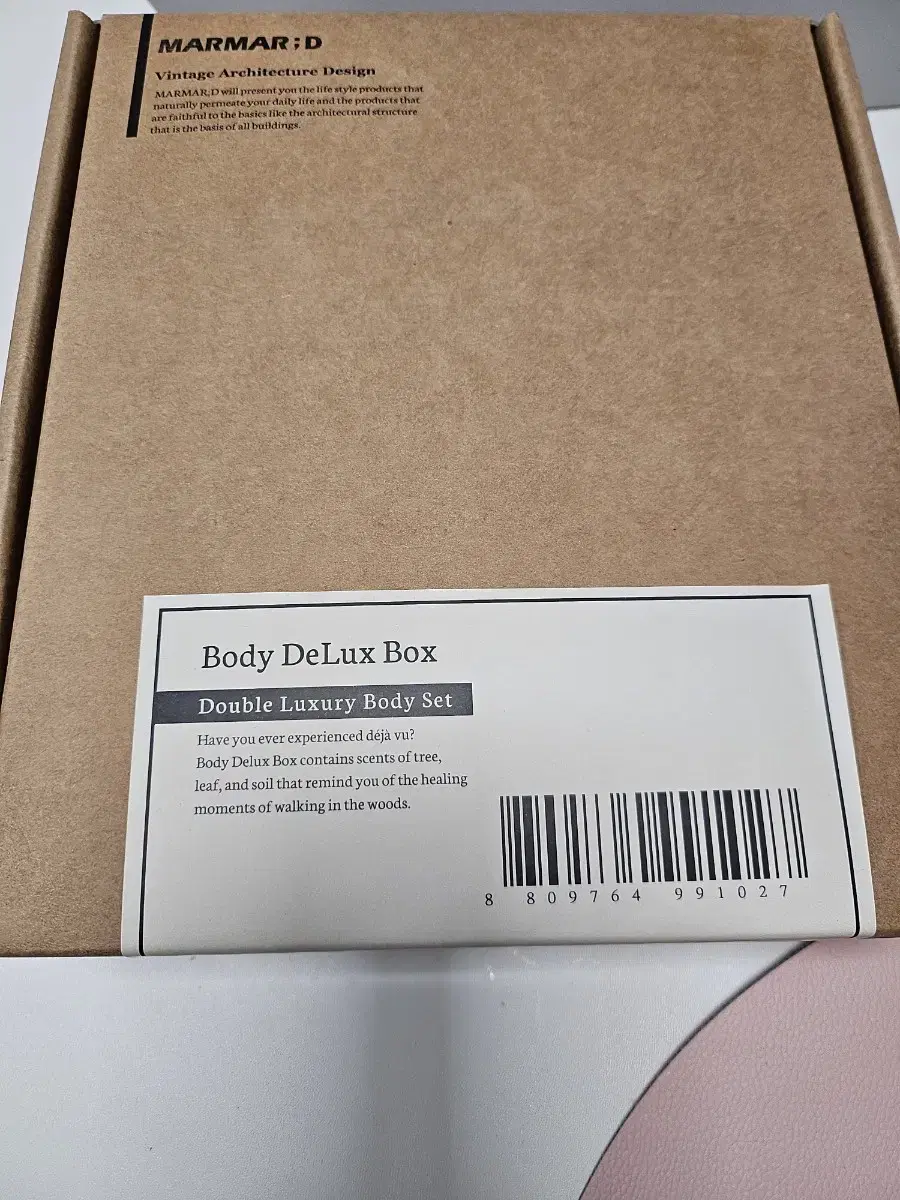 MARMAR;D
Vintage Architecture Design
MARMAR;D will present you the life style products that
naturally permeate your daily life and the products that
are faithful to the basics like the architectural structure
that is the basis of all buildings.
Body DeLux Box
Double Luxury Body Set
Have you ever experienced déjà vu?
Body Delux Box contains scents of tree,
leaf, and soil that remind you of the healing
moments of walking in the woods.
8 809764 991027